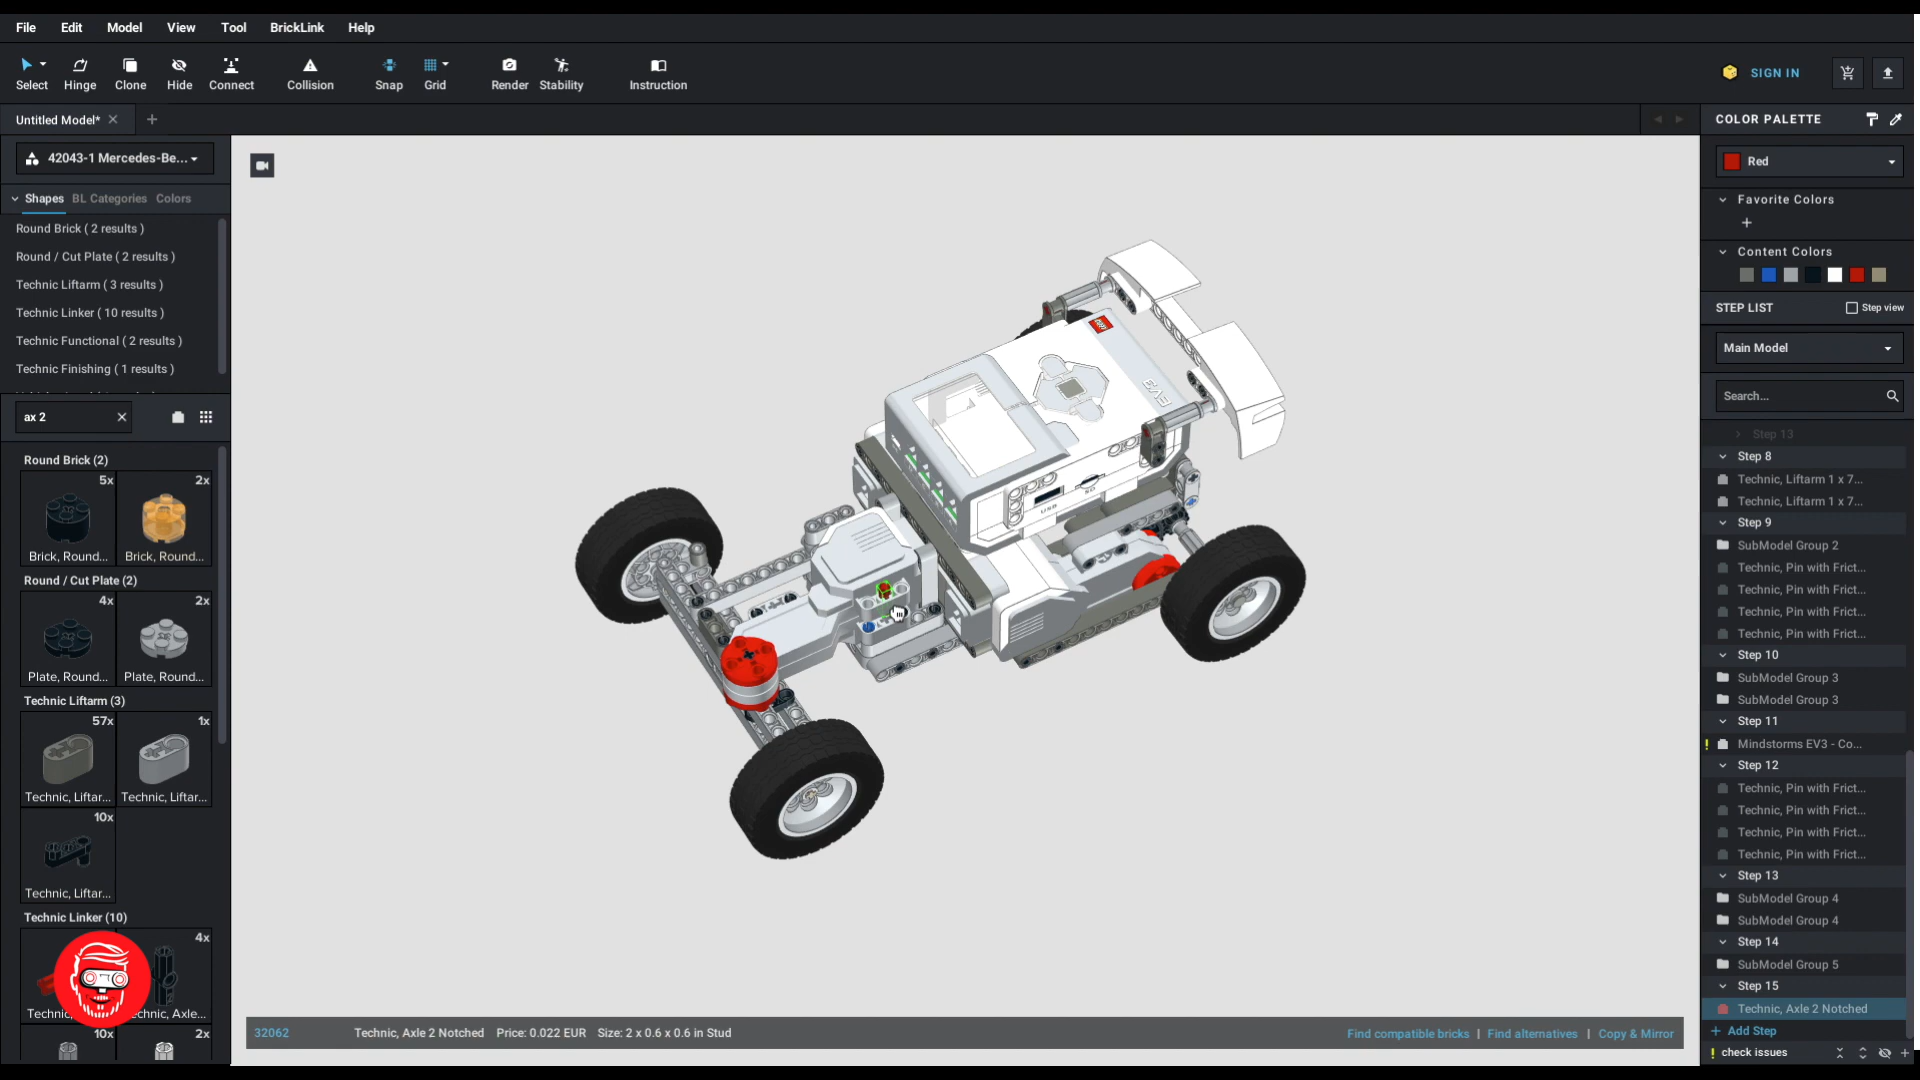 File Edit Model View Tool BrickLink Help
Select Hinge Clone Hide Connect Collision Snap Grid Render Stability Instruction
SIGN IN
Untitled Model*
COLOR PALETTE
42043-1 Mercedes-Be...
Red
Shapes BL Categories Colors
Favorite Colors
Round Brick ( 2 results )
Round / Cut Plate ( 2 results )
Content Colors
Technic Liftarm ( 3 results )
Technic Linker ( 10 results )
STEP LIST
Step view
Technic Functional ( 2 results )
Main Model
Technic Finishing ( 1 results )
Search...
ax 2
Step 13
Round Brick (2)
5x
2x
Brick, Round...
Brick, Round...
Round / Cut Plate (2)
4x
2x
Plate, Round...
Plate, Round...
Technic Liftarm (3)
57x
1x
Technic, Liftar...
Technic, Liftar...
10x
Technic, Liftar...
Technic Linker (10)
4x
10x
2x
EV3
USB
SD
Step 8
Technic, Liftarm 1 x 7...
Technic, Liftarm 1 x 7...
Step 9
SubModel Group 2
Technic, Pin with Frict...
Technic, Pin with Frict...
Technic, Pin with Frict...
Technic, Pin with Frict...
Step 10
SubModel Group 3
SubModel Group 3
Step 11
Mindstorms EV3 - Co...
Step 12
Technic, Pin with Frict...
Technic, Pin with Frict...
Technic, Pin with Frict...
Technic, Pin with Frict...
Step 13
SubModel Group 4
SubModel Group 4
Step 14
SubModel Group 5
Step 15
Technic, Axle 2 Notched
Add Step
check issues
32062 Technic, Axle 2 Notched Price: 0.022 EUR Size: 2 x 0.6 x 0.6 in Stud
Find compatible bricks | Find alternatives | Copy & Mirror